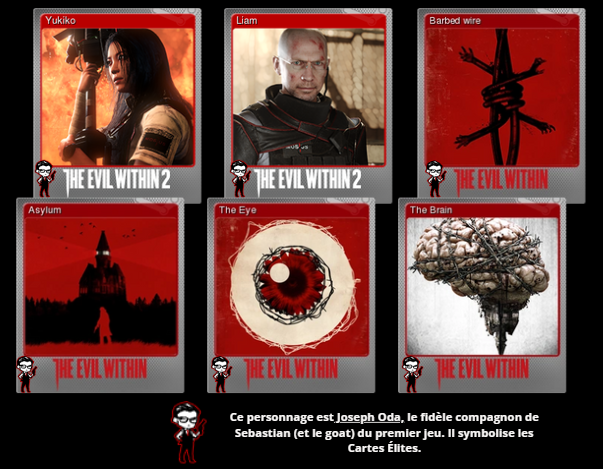 Yukiko
Liam
Barbed wire
THE EVIL WITHIN 2
THE EVIL WITHIN 2
THE EVIL WITHIN
Asylum
The Eye
The Brain
THE EVIL WITHIN
THE EVIL WITHIN
THE EVIL WITHIN
Ce personnage est Joseph Oda, le fidèle compagnon de
Sebastian (et le goat) du premier jeu. Il symbolise les
Cartes Élites.